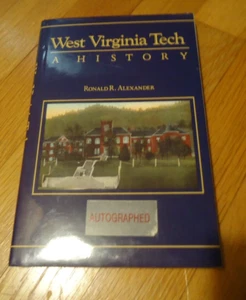 West Virginia Tech
A HISTORY
RONALD R. ALEXANDER
AUTOGRAPHED